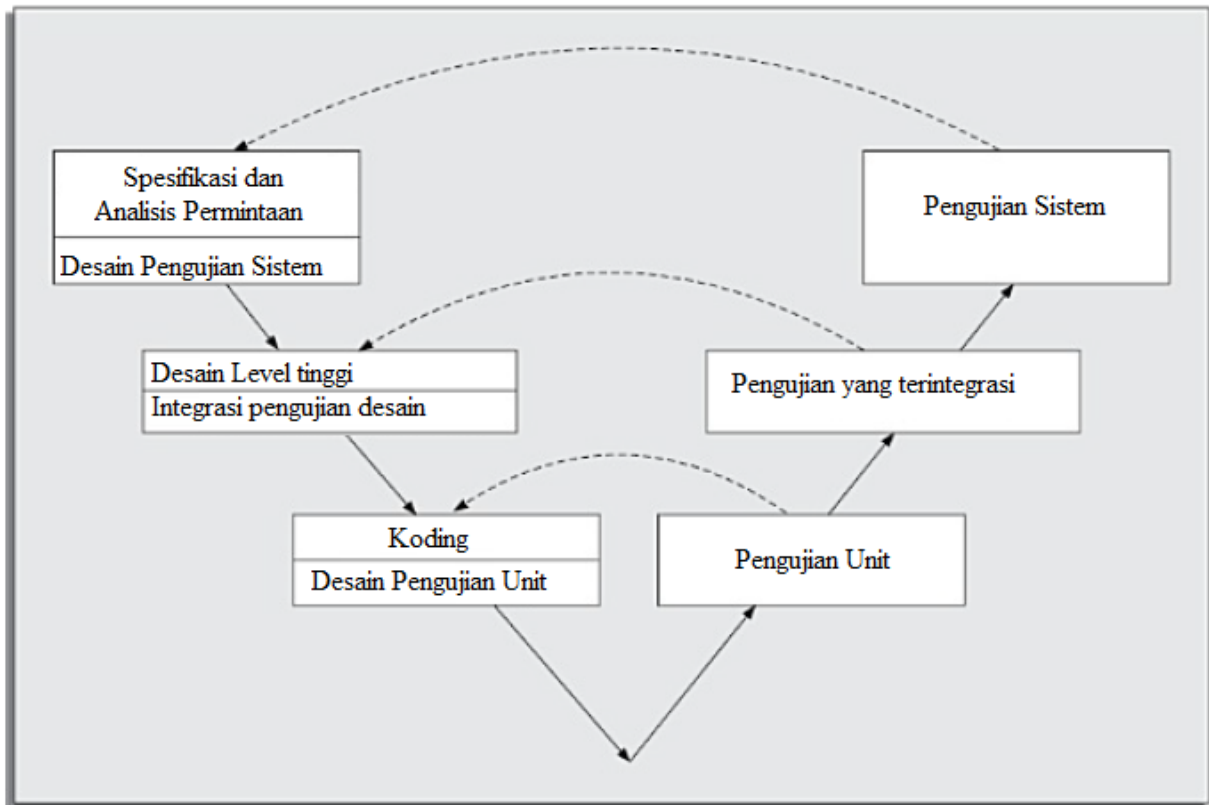 Spesifikasi dan
Analisis Permintaan
Desain Pengujian Sistem
Pengujian Sistem
Desain Level tinggi
Integrasi pengujian desain
Pengujian yang terintegrasi
Koding
Desain Pengujian Unit
Pengujian Unit